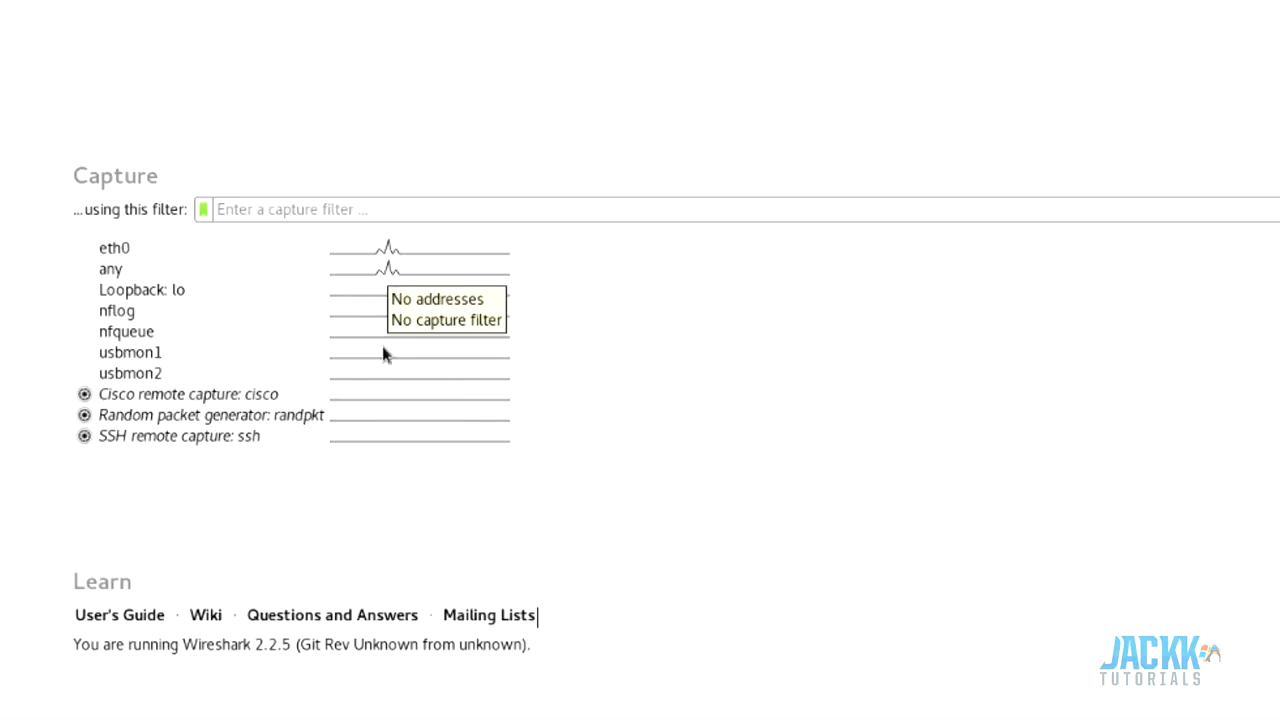 Capture
...using this filter: Enter a capture filter ...
eth0
any
Loopback: lo
nflog
No addresses
No capture filter
nfqueue
usbmon1
usbmon2
Cisco remote capture: cisco
Random packet generator: randpkt
SSH remote capture: ssh
Learn
User's Guide · Wiki · Questions and Answers · Mailing Lists
You are running Wireshark 2.2.5 (Git Rev Unknown from unknown).
JACKK
TUTORIALS